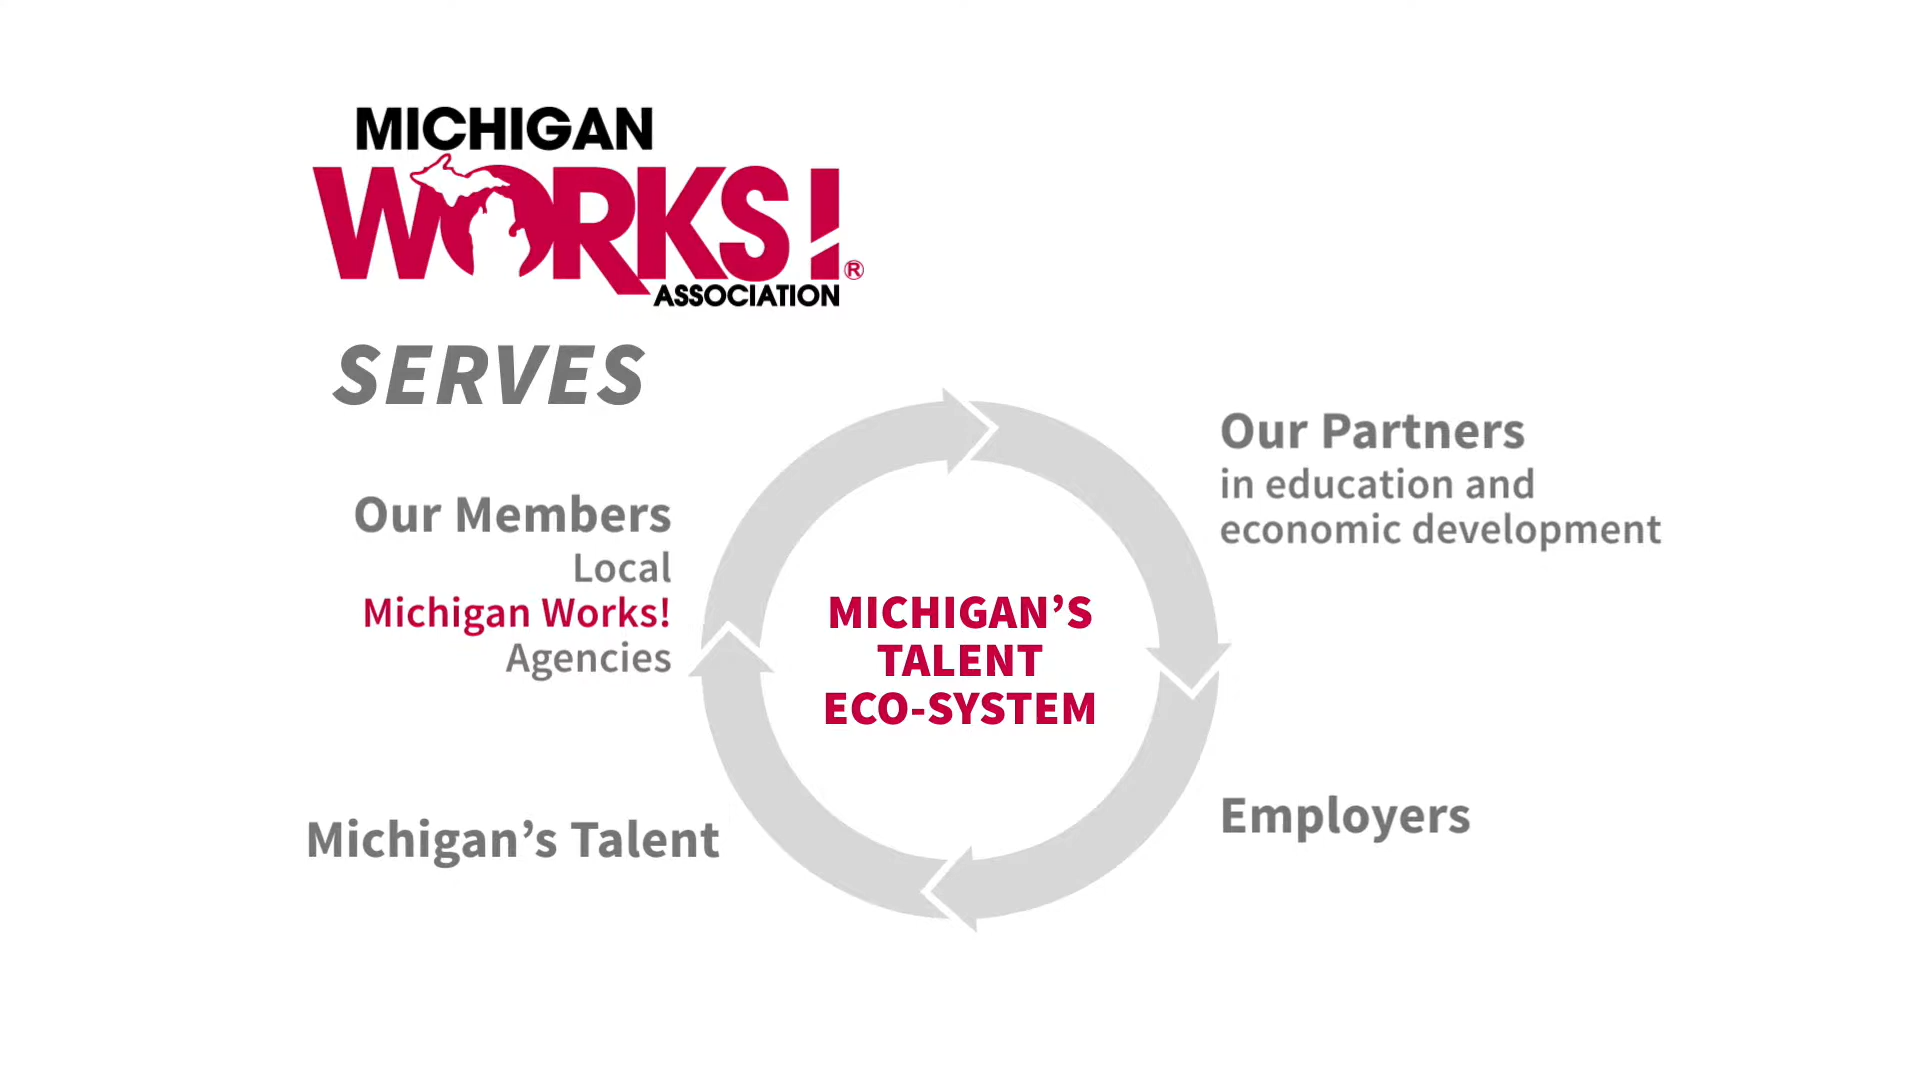 MICHIGAN
WORKS!®
ASSOCIATION
SERVES
Our Members
Local
Michigan Works!
Agencies
Our Partners
in education and
economic development
MICHIGAN’S
TALENT
ECO-SYSTEM
Michigan’s Talent
Employers